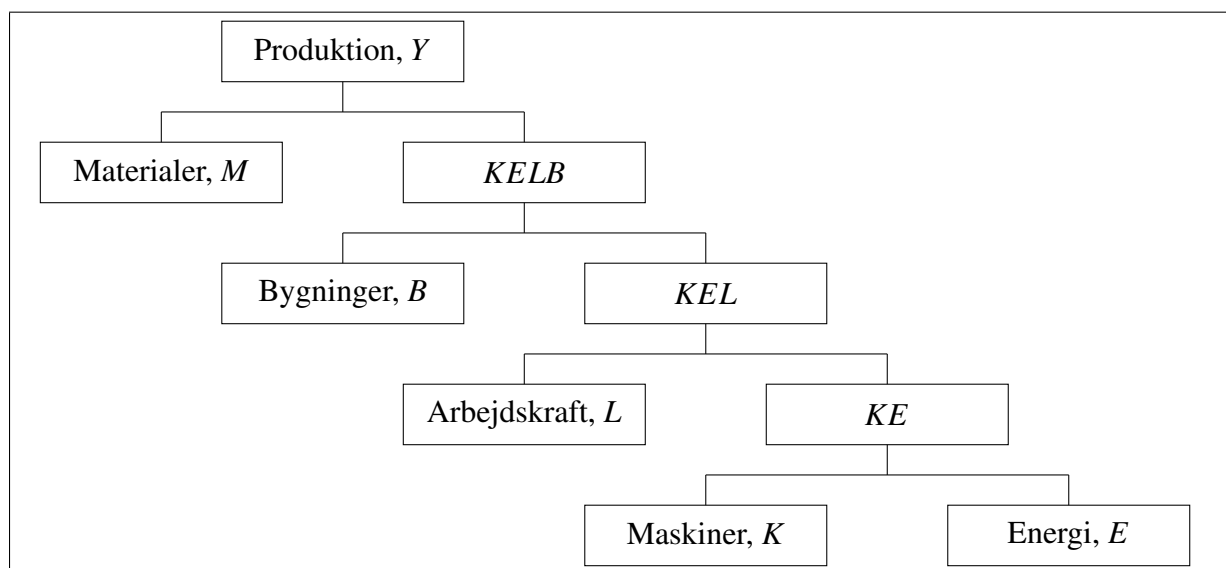 Produktion, Y
Materialer, M
KELB
Bygninger, B
KEL
Arbejdskraft, L
KE
Maskiner, K
Energi, E